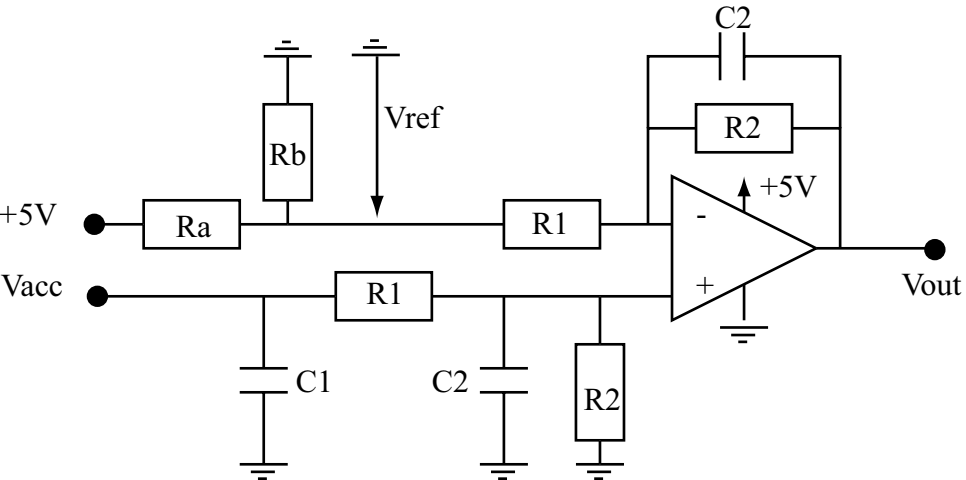 C2
Vref
R2
Rb
+5V
+5V
Ra
R1
-
Vacc
R1
+
Vout
C1
C2
R2